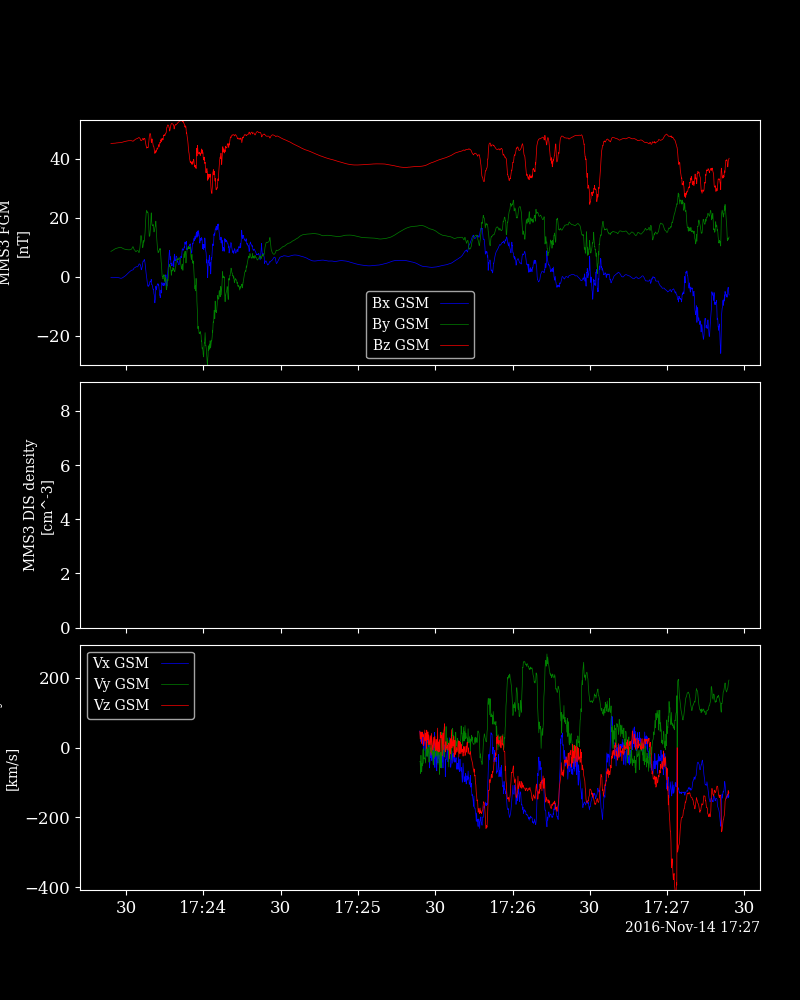 MMS3 FGM
[nT]
40
20
0
−20
Bx GSM
By GSM
Bz GSM
MMS3 DIS density
[cm^-3]
8
6
4
2
0
Vx GSM
Vy GSM
Vz GSM
[km/s]
200
0
−200
−400
30
17:24
30
17:25
30
17:26
30
17:27
30
2016-Nov-14 17:27